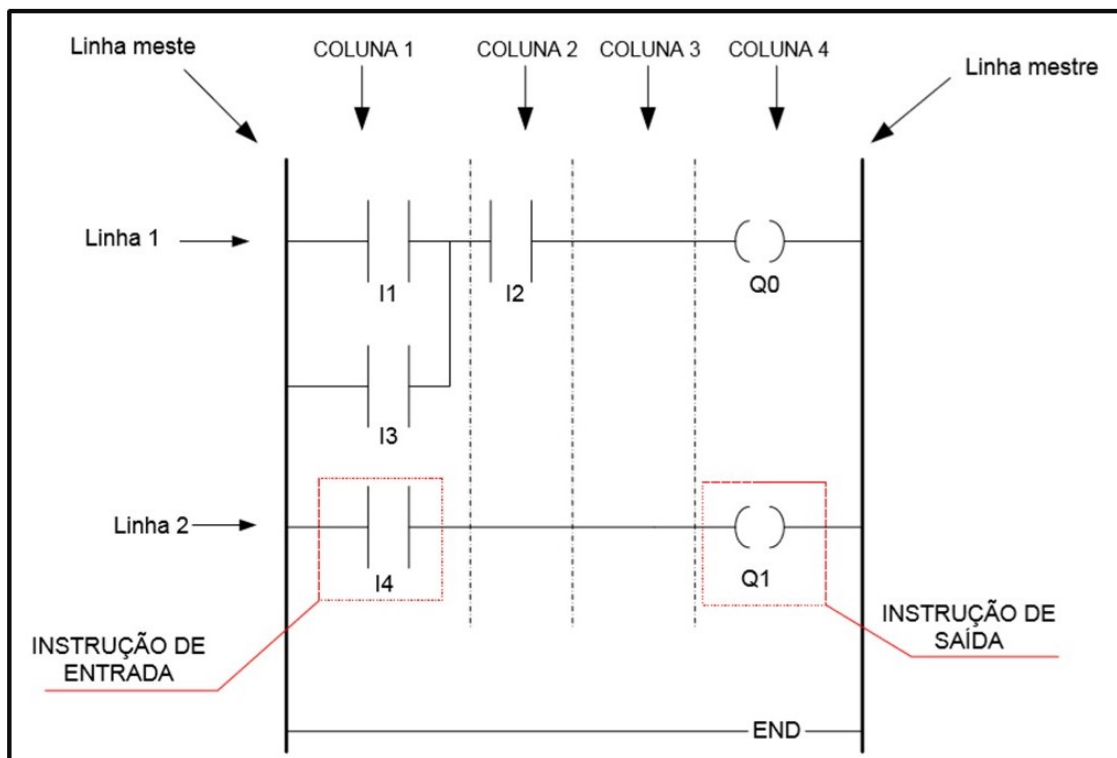 Linha meste
COLUNA 1
COLUNA 2
COLUNA 3
COLUNA 4
Linha mestre
Linha 1
I1
I2
Q0
I3
Linha 2
I4
Q1
INSTRUÇÃO DE
ENTRADA
INSTRUÇÃO DE
SAÍDA
END